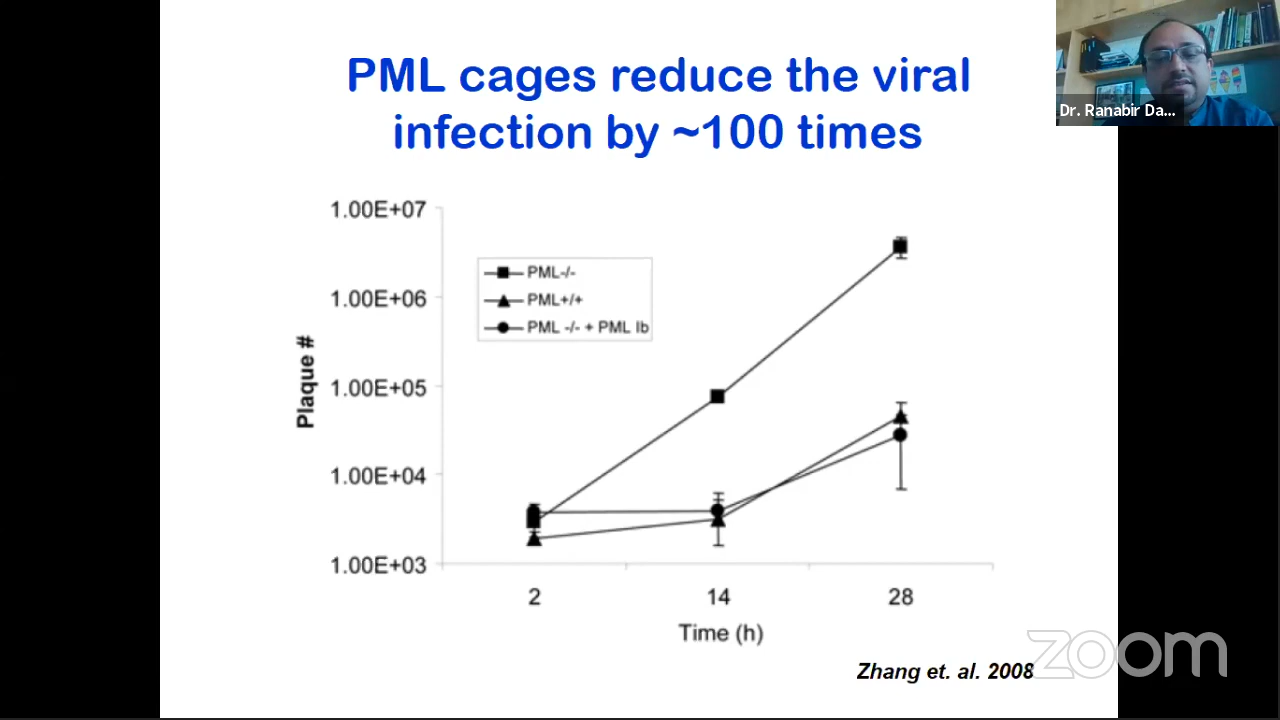 PML cages reduce the viral
infection by ~100 times
Dr. Ranabir Da...
1.00E+07
1.00E+06
1.00E+05
1.00E+04
1.00E+03
Plaque #
PML-/-
PML+/+
PML -/- + PML Ib
2
14
28
Time (h)
Zhang et. al. 2008
zoom